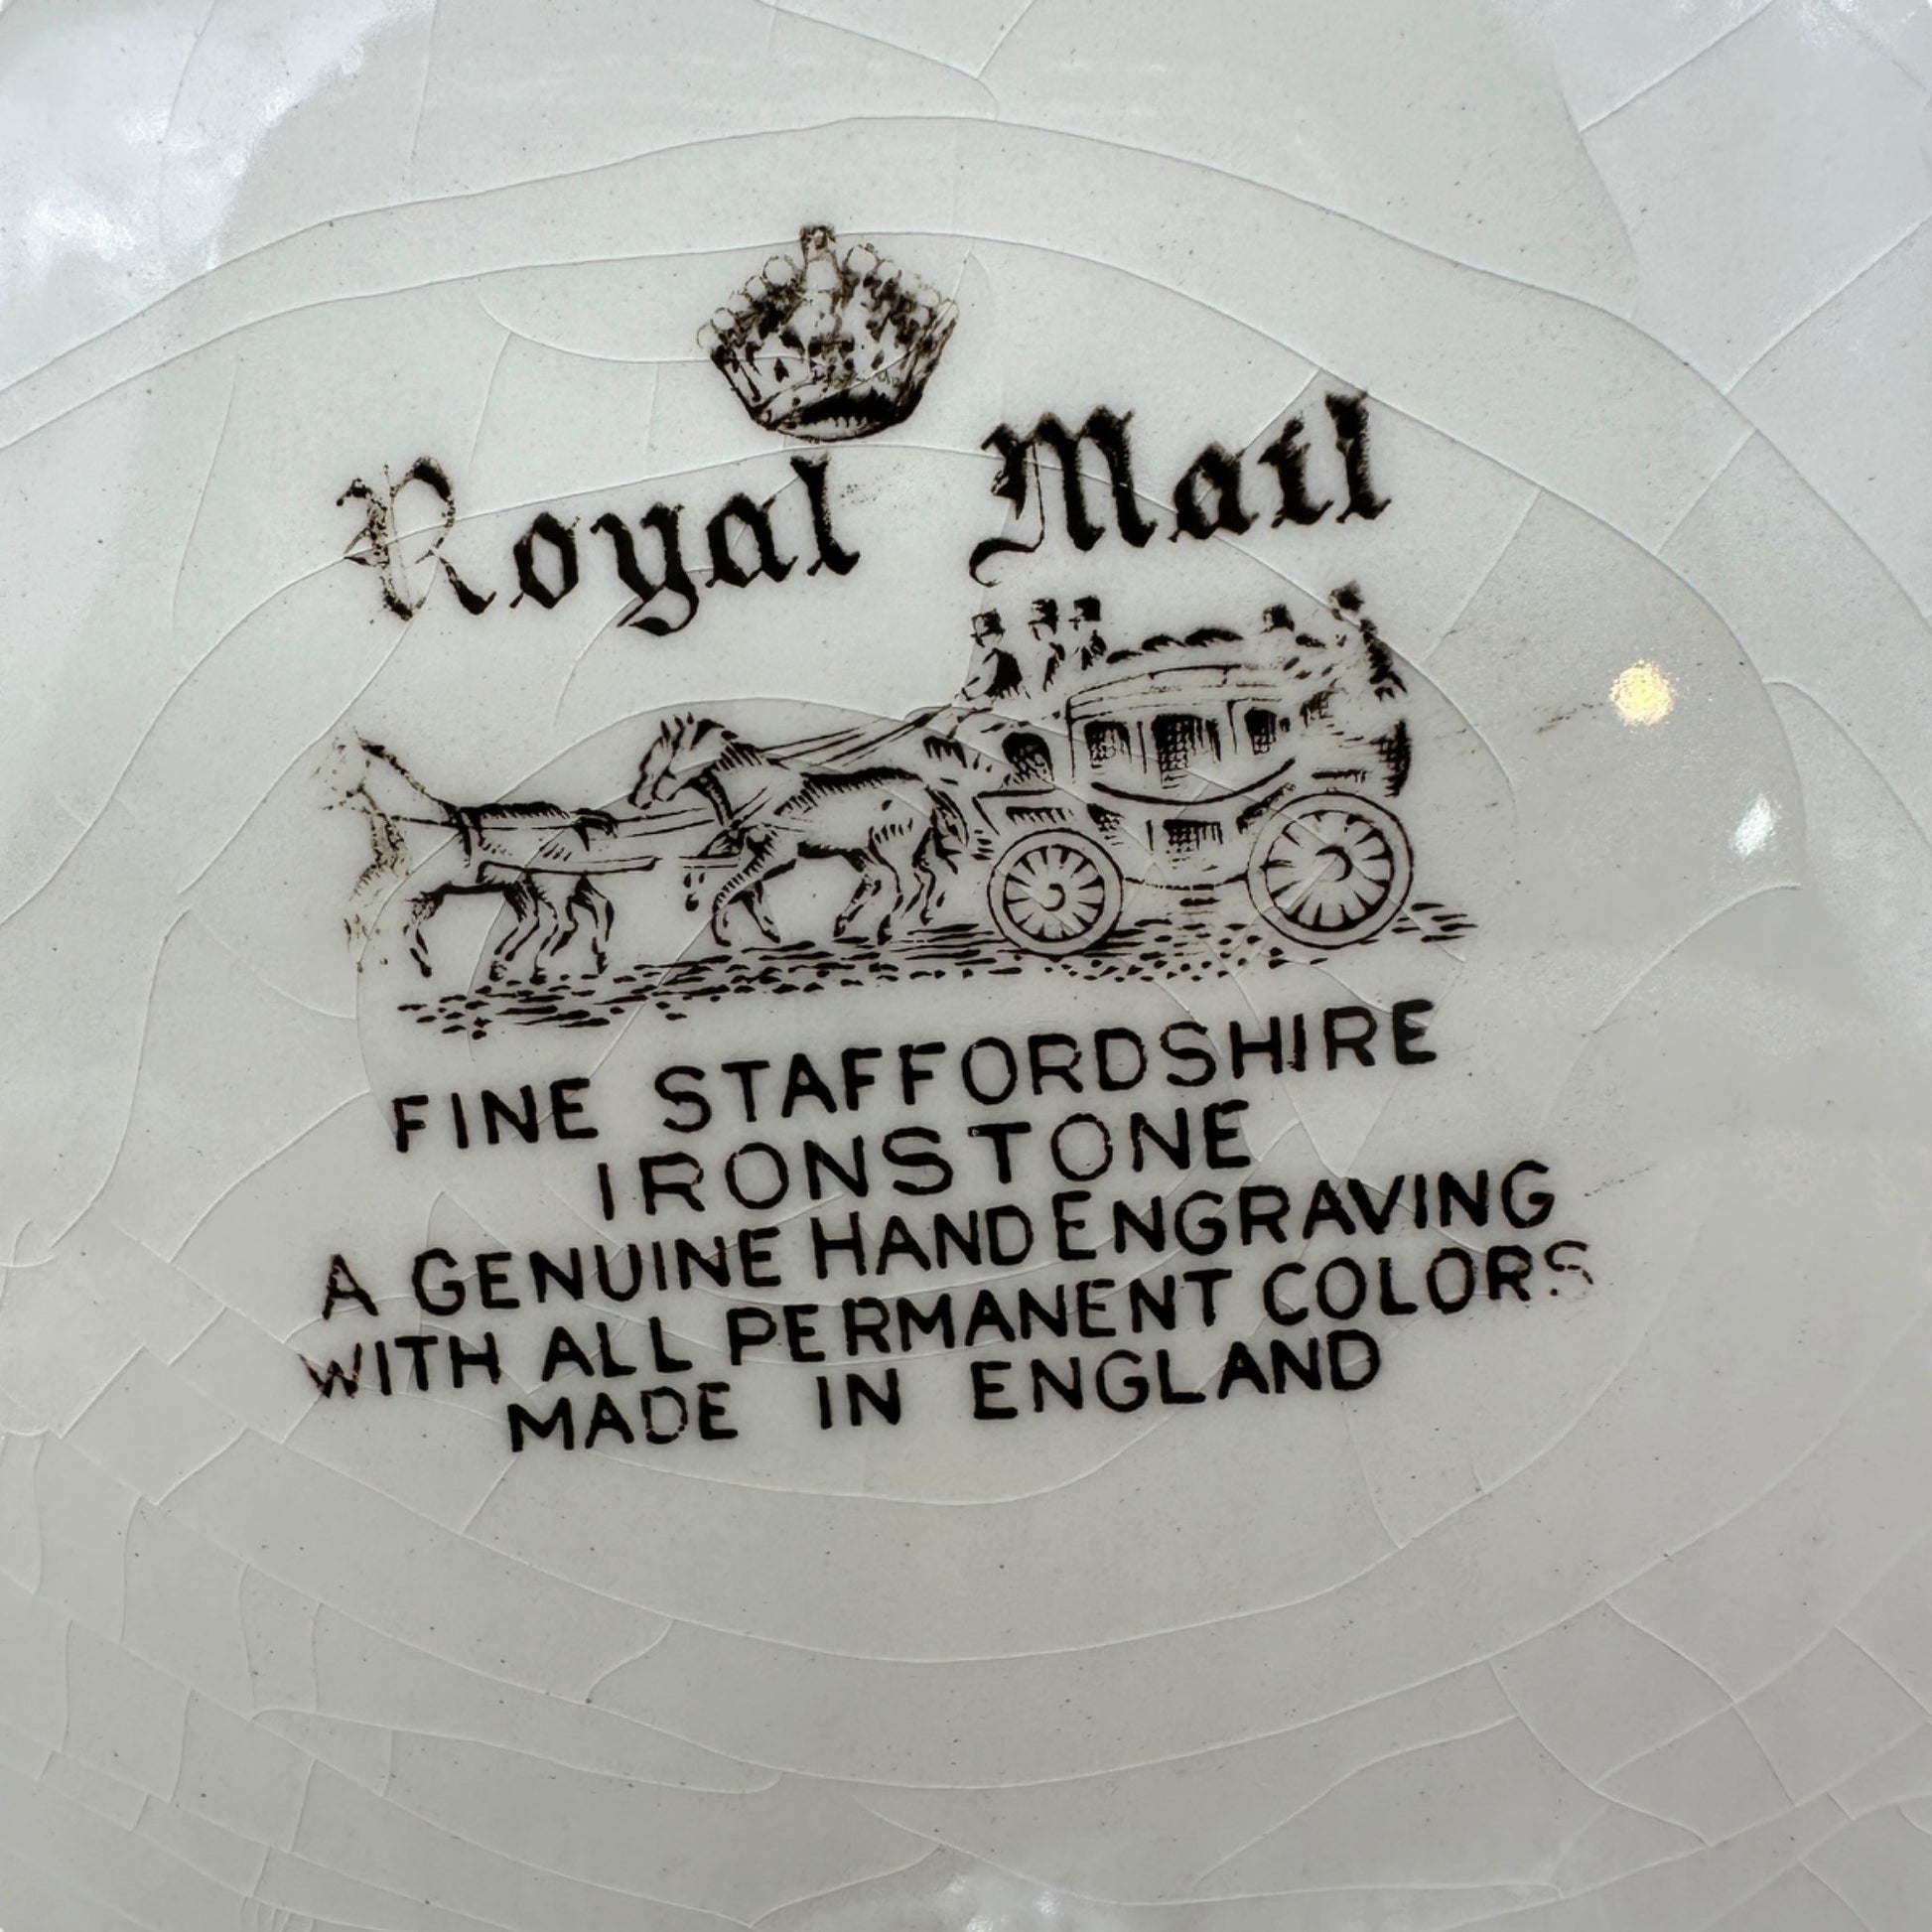 Royal Mail
FINE STAFFORDSHIRE
IRONSTONE
A GENUINE HAND ENGRAVING
WITH ALL PERMANENT COLORS
MADE IN ENGLAND